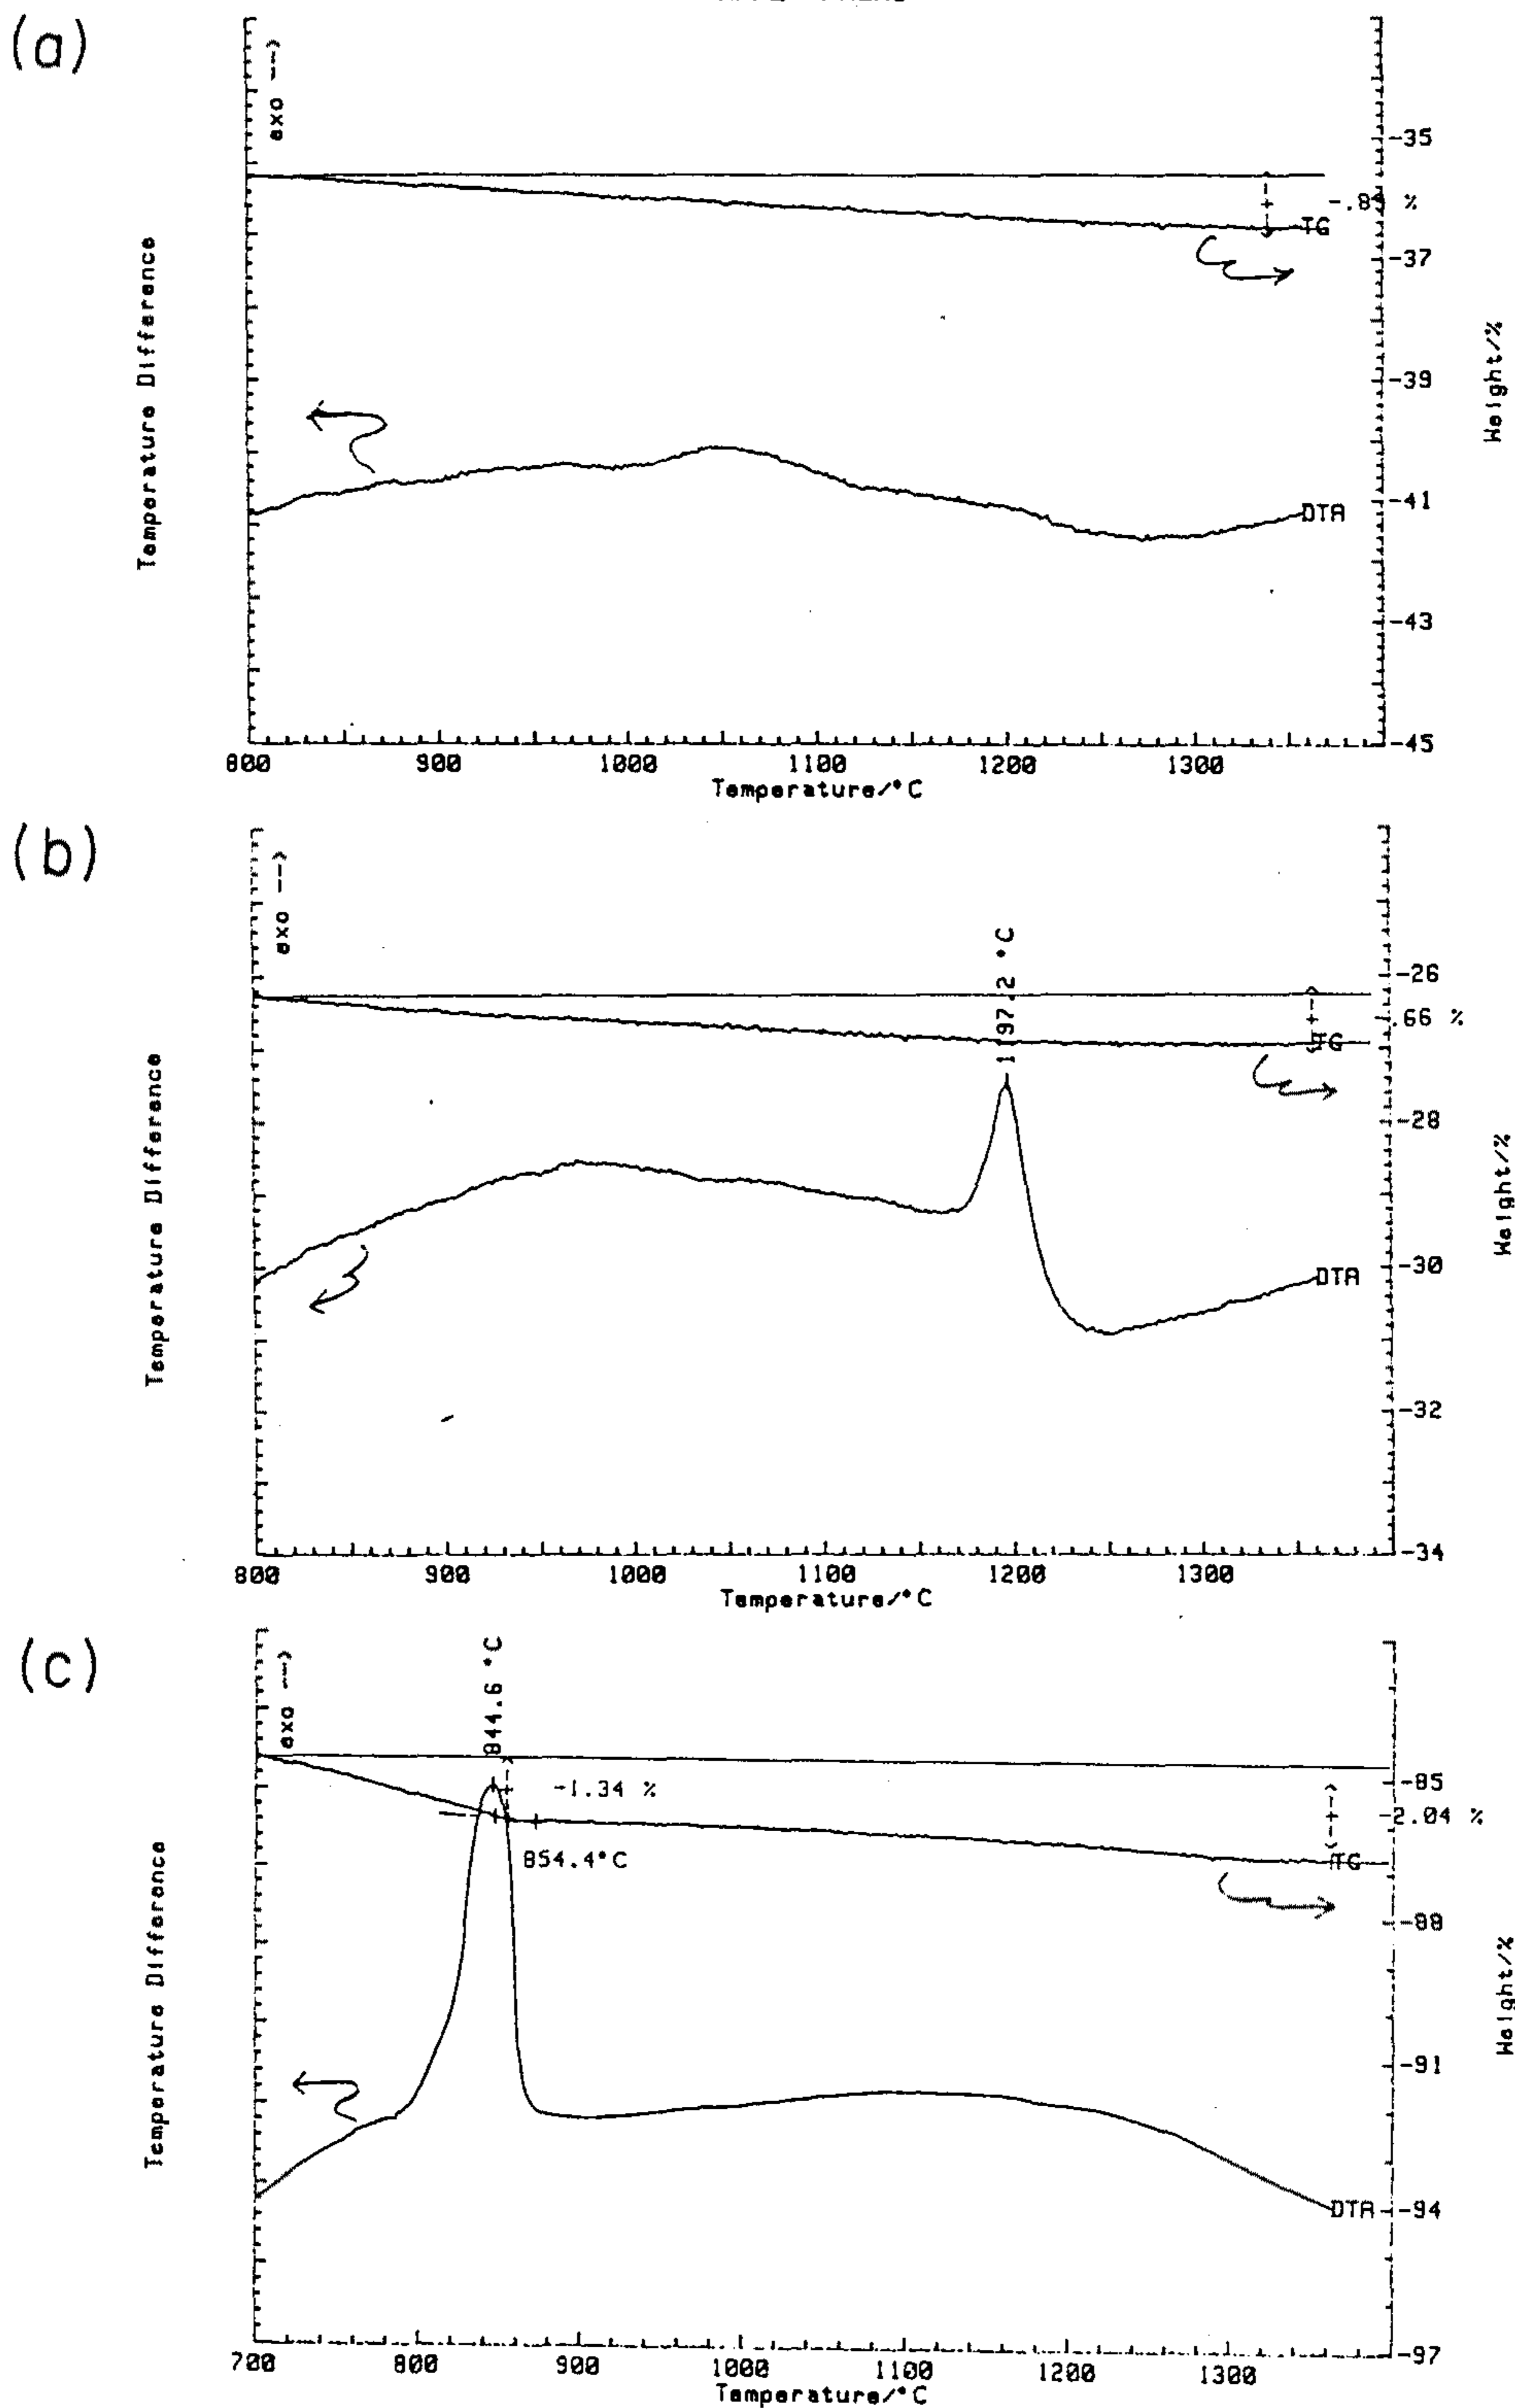 (a)
exo -->
-35
-.89 %
TG
-37
Temperature Difference
-39
Weight/%
-41
DTA
-43
-45
800 900 1000 1100 1200 1300
Temperature/°C
(b)
exo -->
1197.2 °C
-26
.66 %
TG
-28
Temperature Difference
Weight/%
-30
DTA
-32
-34
800 900 1000 1100 1200 1300
Temperature/°C
(c)
exo -->
844.6 °C
-85
-1.34 %
-2.04 %
854.4°C
TG
-88
Temperature Difference
Weight/%
-91
DTA
-94
-97
700 800 900 1000 1100 1200 1300
Temperature/°C